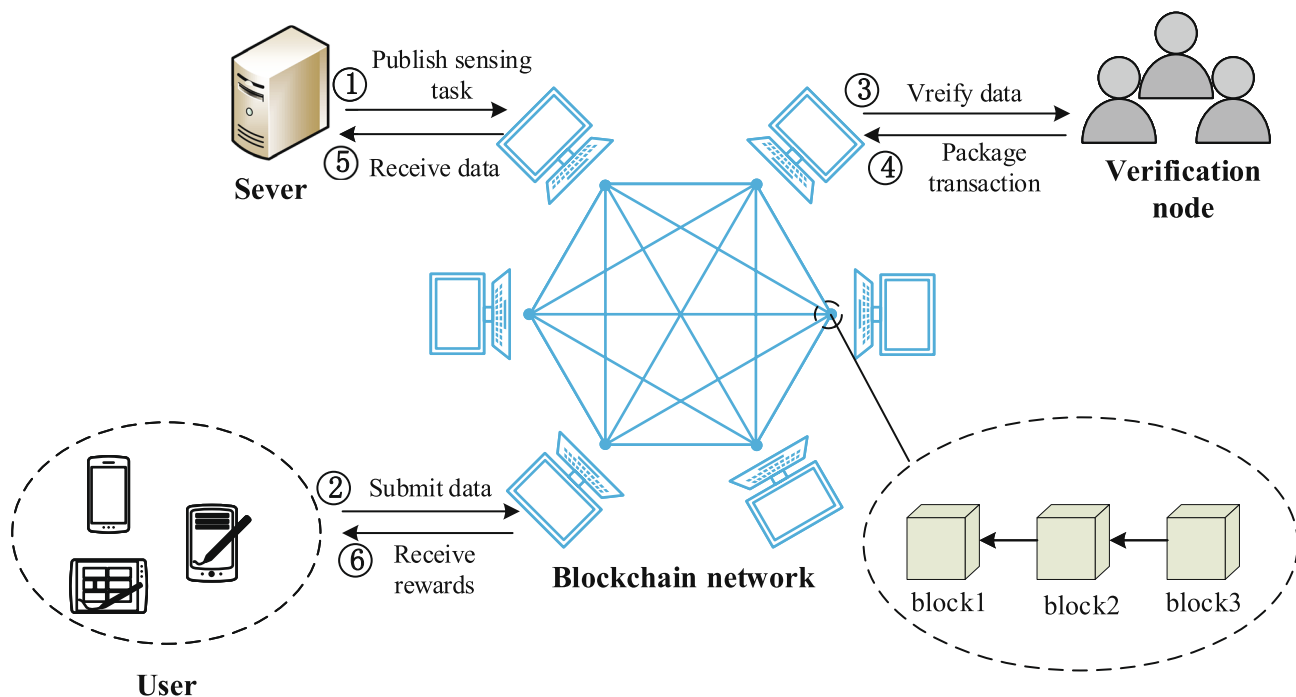 ①
Publish sensing
task
⑤
Receive data
Sever
③
Vreify data
④
Package
transaction
Verification
node
②
Submit data
⑥
Receive
rewards
User
Blockchain network
block1
block2
block3